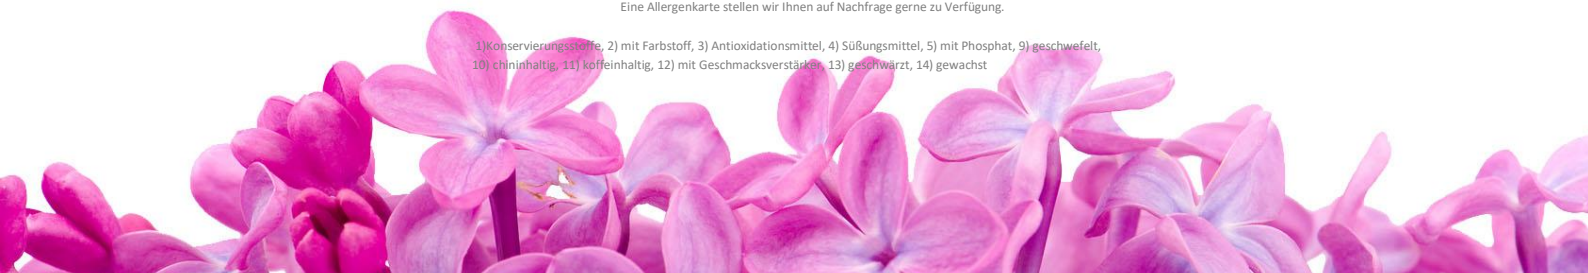 Eine Allergenkarte stellen wir Ihnen auf Nachfrage gerne zu Verfügung.
1)Konservierungsstoffe, 2) mit Farbstoff, 3) Antioxidationsmittel, 4) Süßungsmittel, 5) mit Phosphat, 9) geschwefelt,
10) chininhaltig, 11) koffeinhaltig, 12) mit Geschmacksverstärker, 13) geschwärzt, 14) gewachst